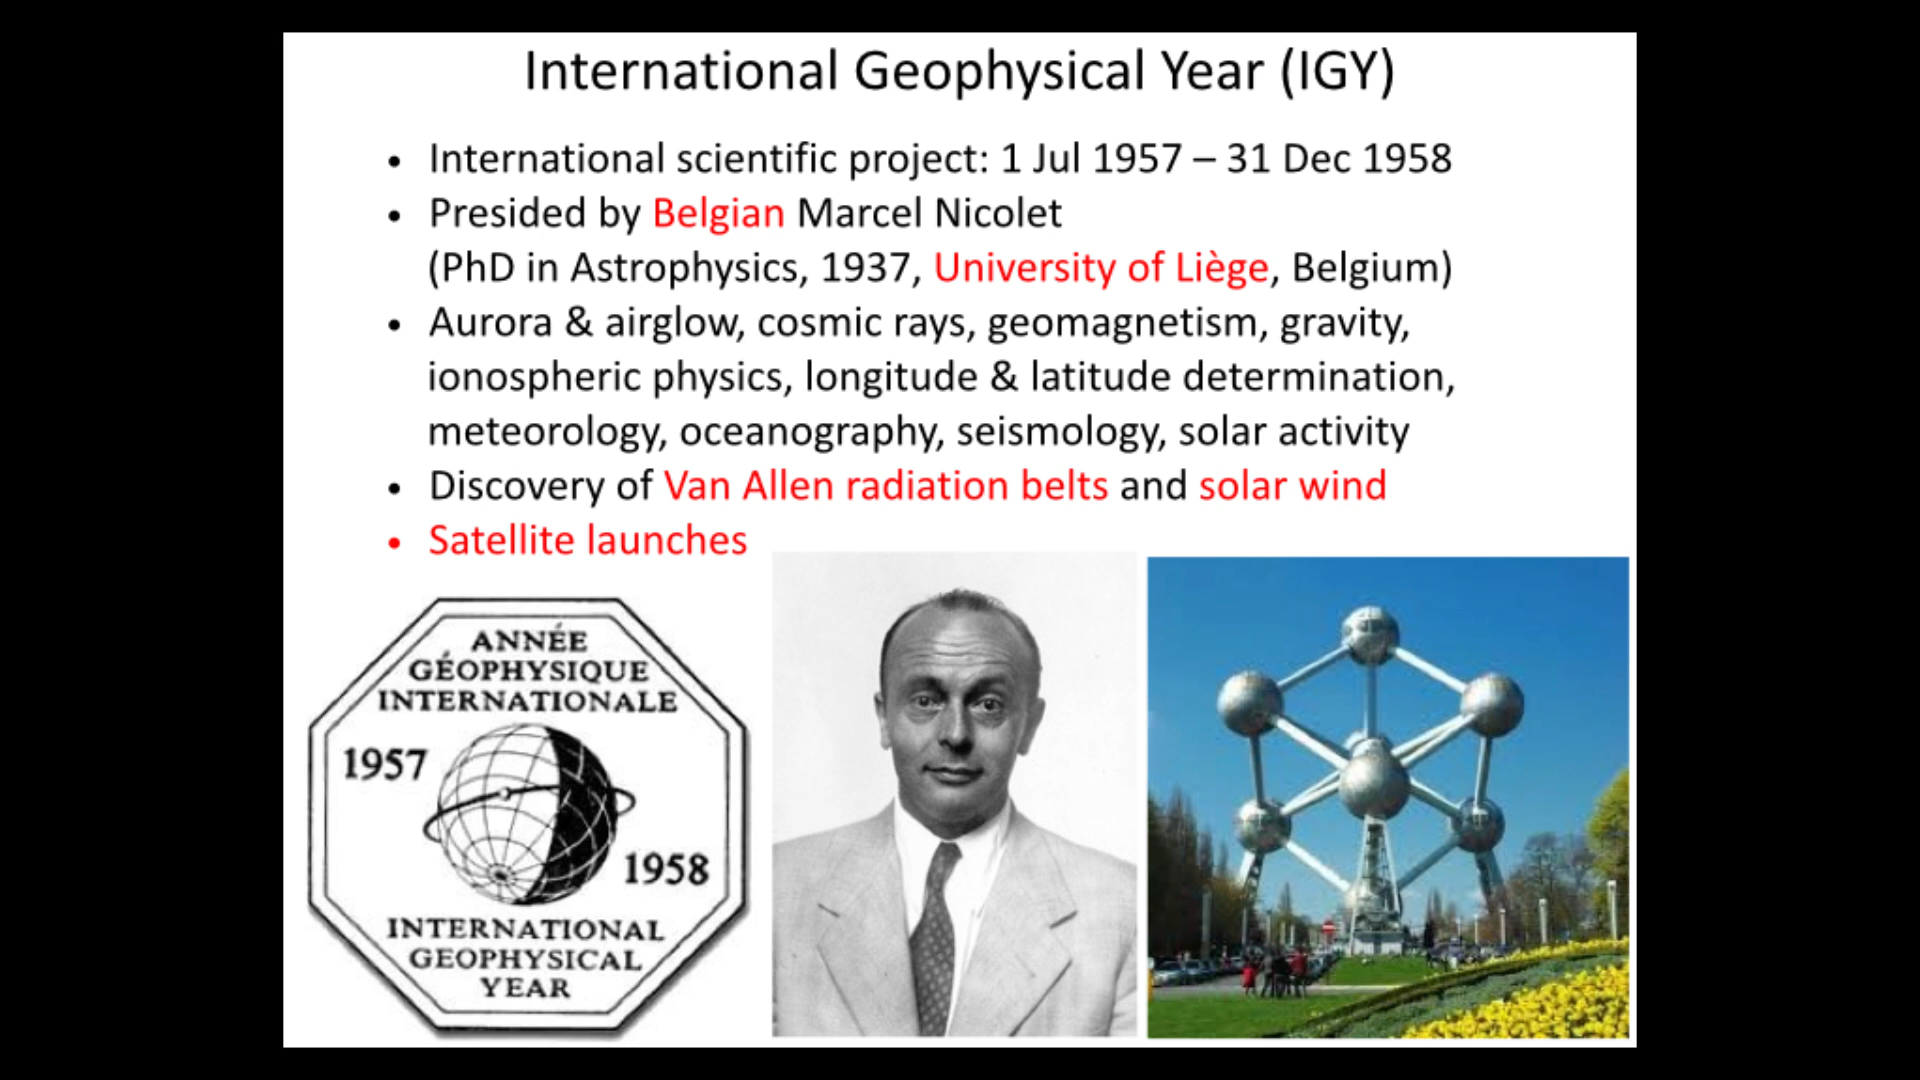 International Geophysical Year (IGY)
• International scientific project: 1 Jul 1957 – 31 Dec 1958
• Presided by Belgian Marcel Nicolet
(PhD in Astrophysics, 1937, University of Liège, Belgium)
• Aurora & airglow, cosmic rays, geomagnetism, gravity,
ionospheric physics, longitude & latitude determination,
meteorology, oceanography, seismology, solar activity
• Discovery of Van Allen radiation belts and solar wind
• Satellite launches
ANNÉE
GÉOPHYSIQUE
INTERNATIONALE
1957
1958
INTERNATIONAL
GEOPHYSICAL
YEAR